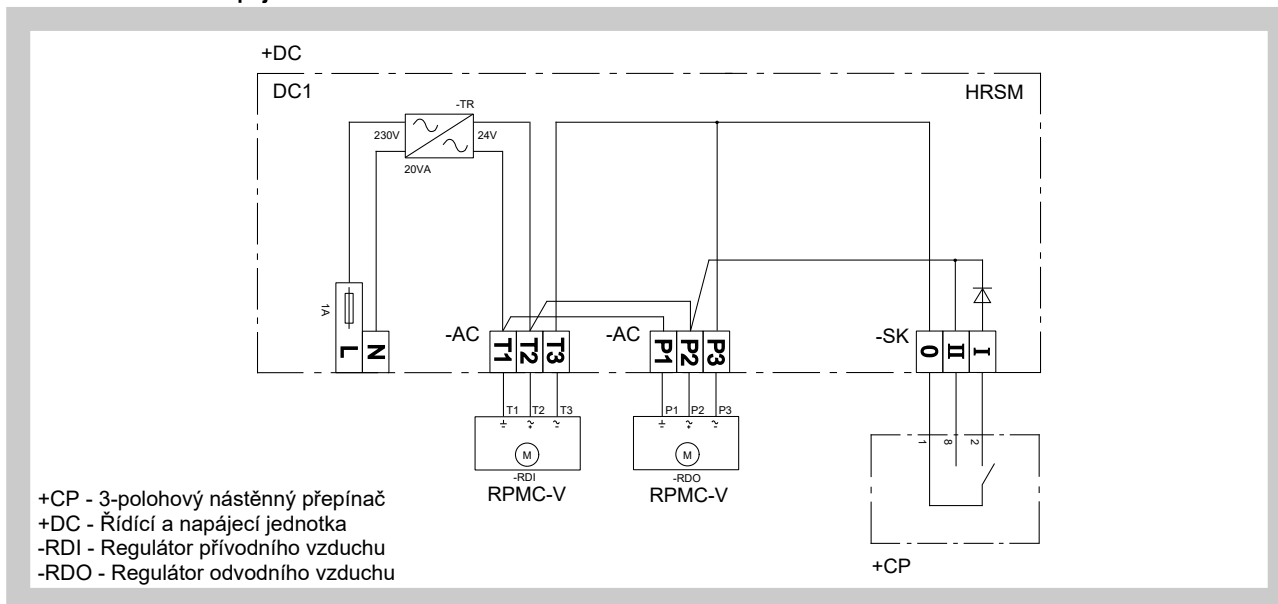 +DC
DC1
HRSM
-TR
230V
24V
20VA
1A
L
N
-AC
T1
T2
T3
-AC
P1
P2
P3
-SK
0
II
I
T1
T2
T3
P1
P2
P3
1
8
2
M
M
-RDI
-RDO
RPMC-V
RPMC-V
+CP
+CP - 3-polohový nástěnný přepínač
+DC - Řídící a napájecí jednotka
-RDI - Regulátor přívodního vzduchu
-RDO - Regulátor odvodního vzduchu